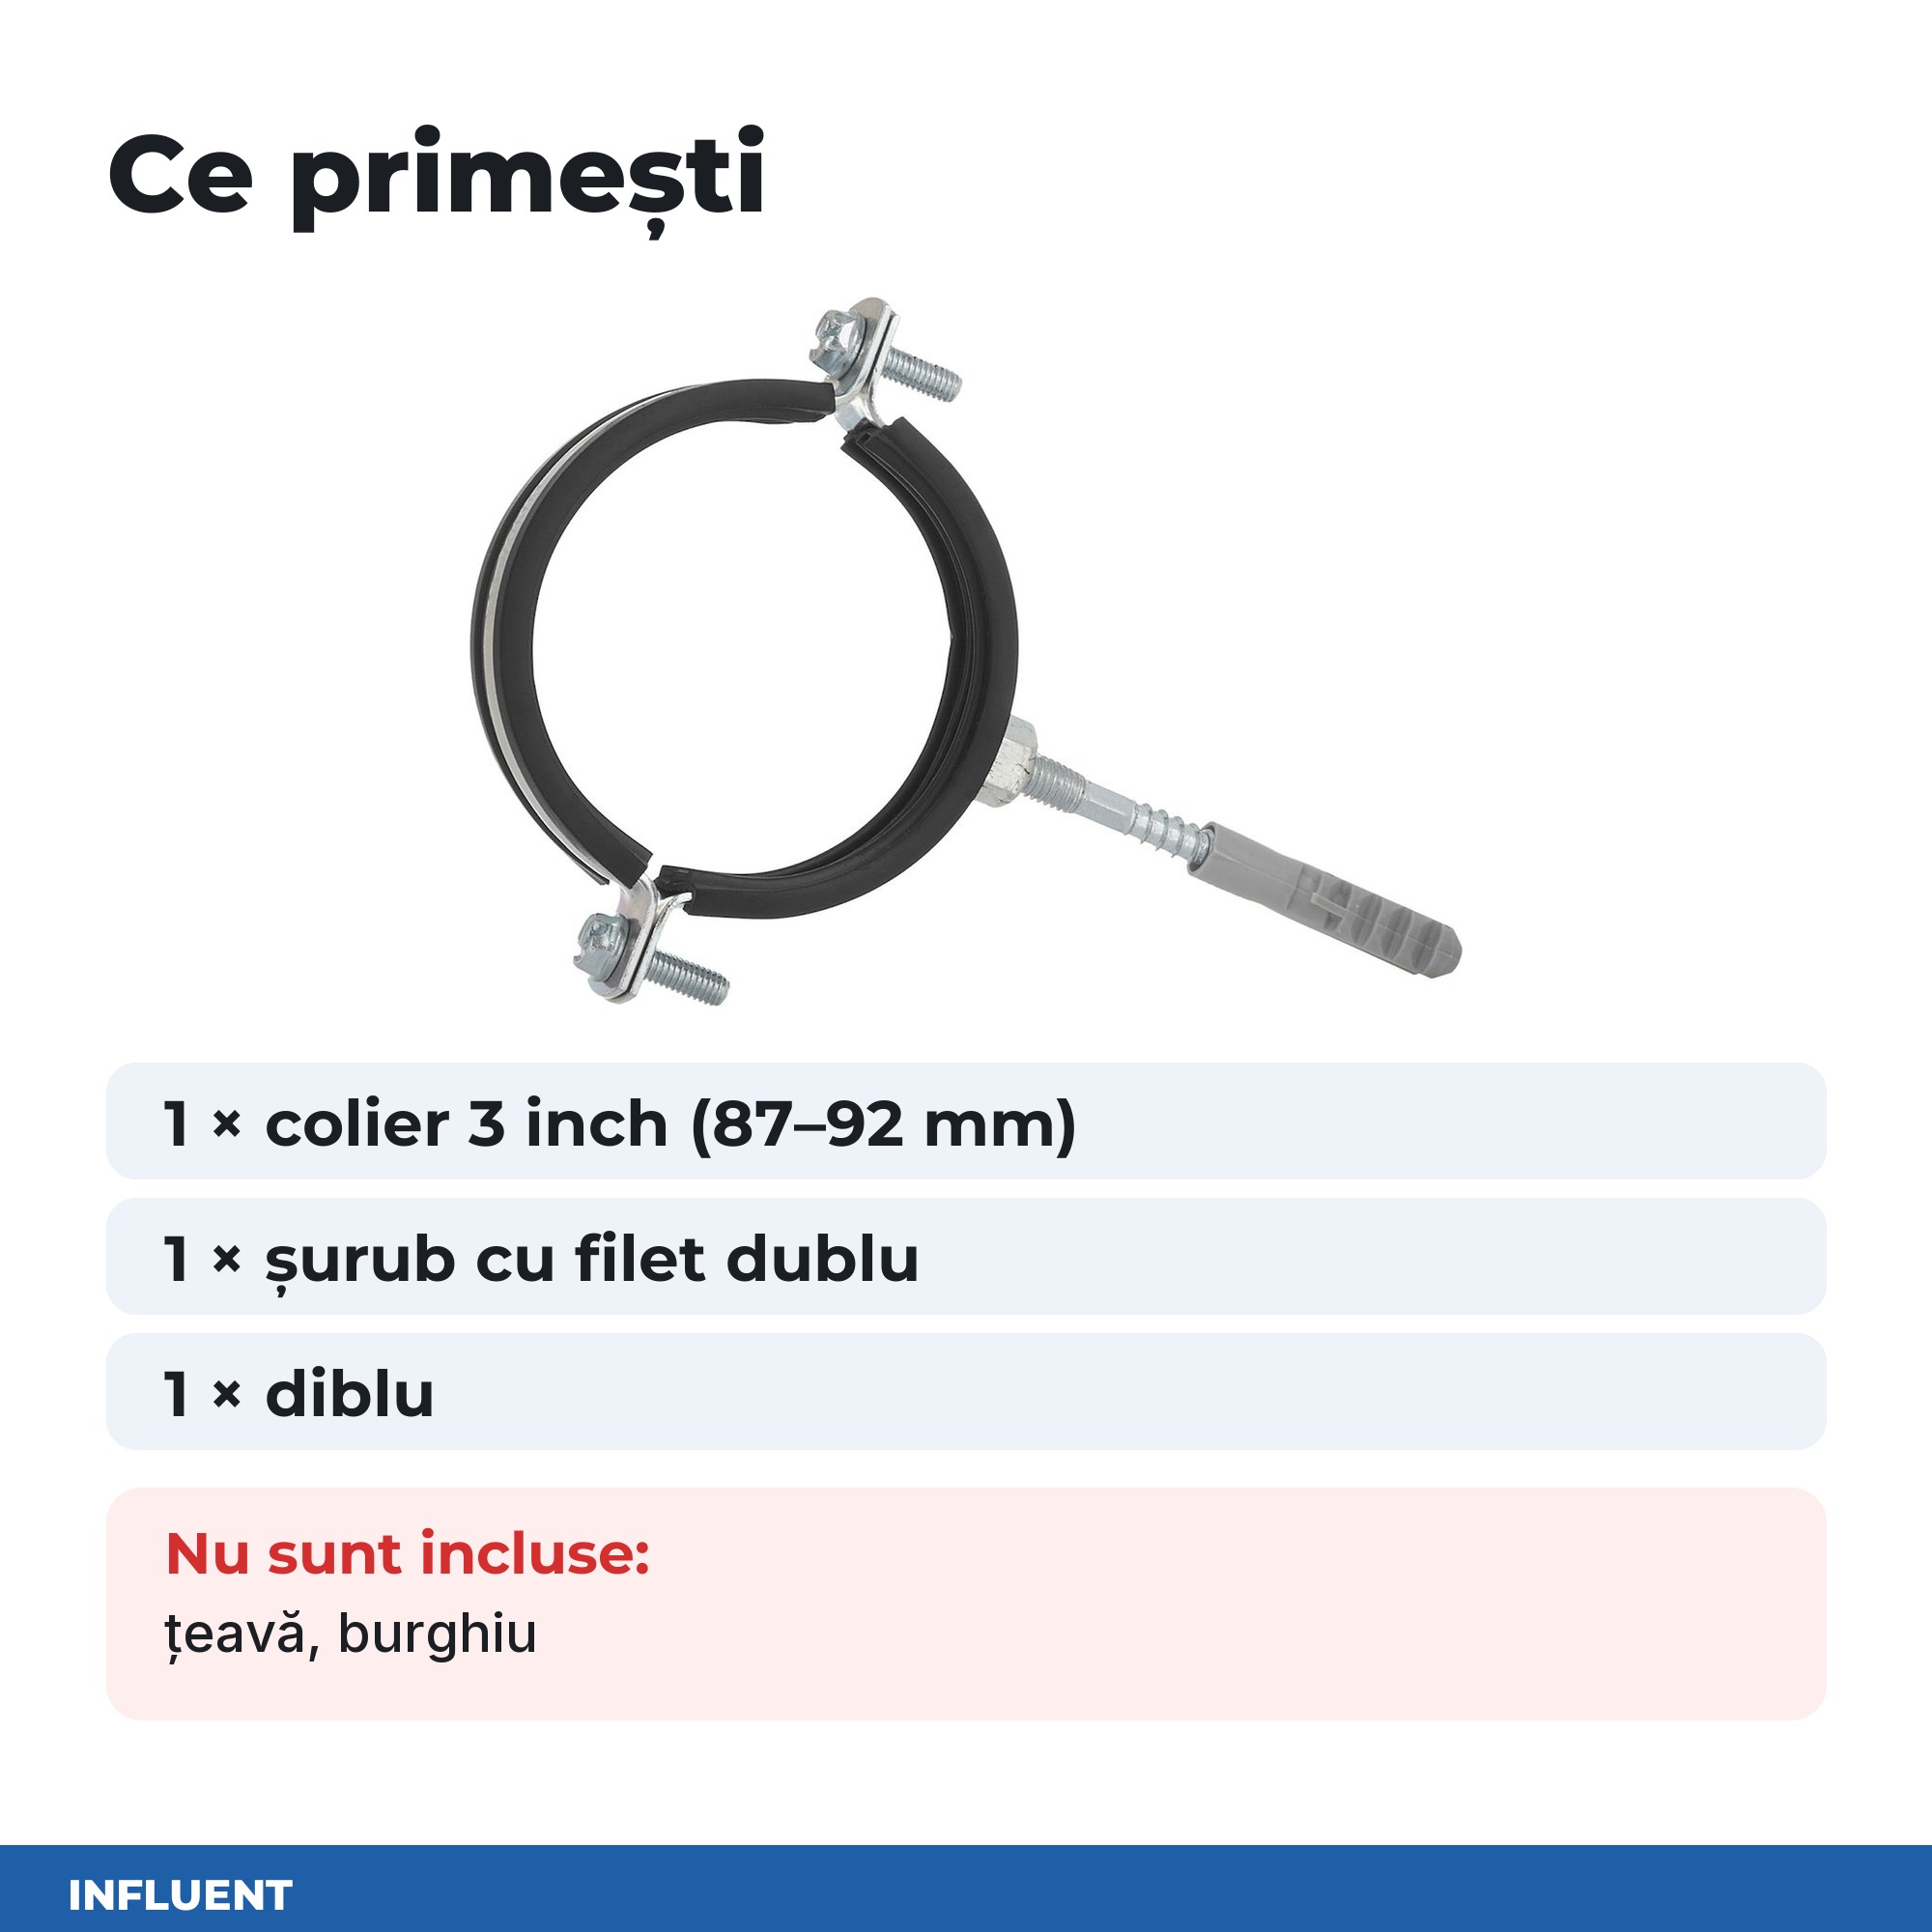 Ce primești
1 × colier 3 inch (87–92 mm)
1 × șurub cu filet dublu
1 × diblu
Nu sunt incluse:
țeavă, burghiu
INFLUENT